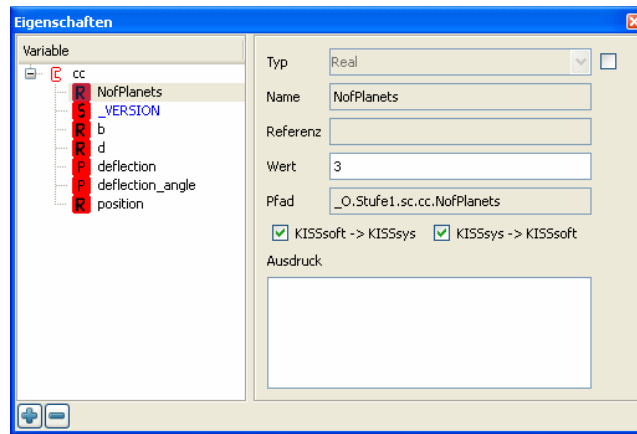 Eigenschaften
Variable
cc
R NofPlanets
S _VERSION
R b
R d
P deflection
P deflection_angle
R position
Typ Real
Name NofPlanets
Referenz
Wert 3
Pfad _O.Stufe1.sc.cc.NofPlanets
KISSsoft -> KISSsys KISSsys -> KISSsoft
Ausdruck